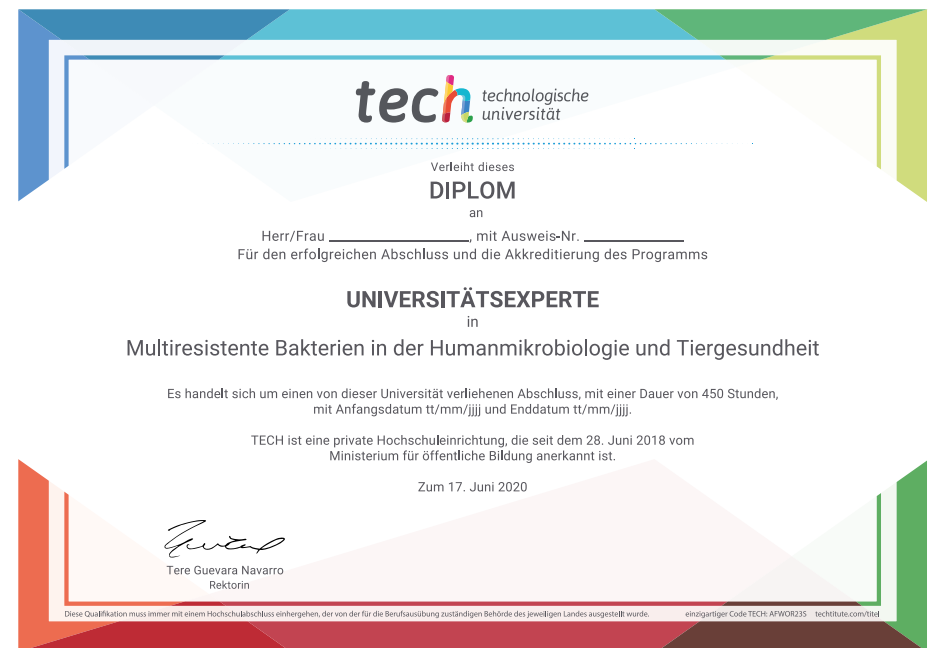 tech technologische
universität
Verleiht dieses
DIPLOM
an
Herr/Frau ____________________, mit Ausweis-Nr. ______________
Für den erfolgreichen Abschluss und die Akkreditierung des Programms
UNIVERSITÄTSEXPERTE
in
Multiresistente Bakterien in der Humanmikrobiologie und Tiergesundheit
Es handelt sich um einen von dieser Universität verliehenen Abschluss, mit einer Dauer von 450 Stunden,
mit Anfangsdatum tt/mm/jjjj und Enddatum tt/mm/jjjj.
TECH ist eine private Hochschuleinrichtung, die seit dem 28. Juni 2018 vom
Ministerium für öffentliche Bildung anerkannt ist.
Zum 17. Juni 2020
Tere Guevara Navarro
Rektorin
Diese Qualifikation muss immer mit einem Hochschulabschluss einhergehen, der von der für die Berufsausübung zuständigen Behörde des jeweiligen Landes ausgestellt wurde. einzigartiger Code TECH: AFWOR23S techtitute.com/titel